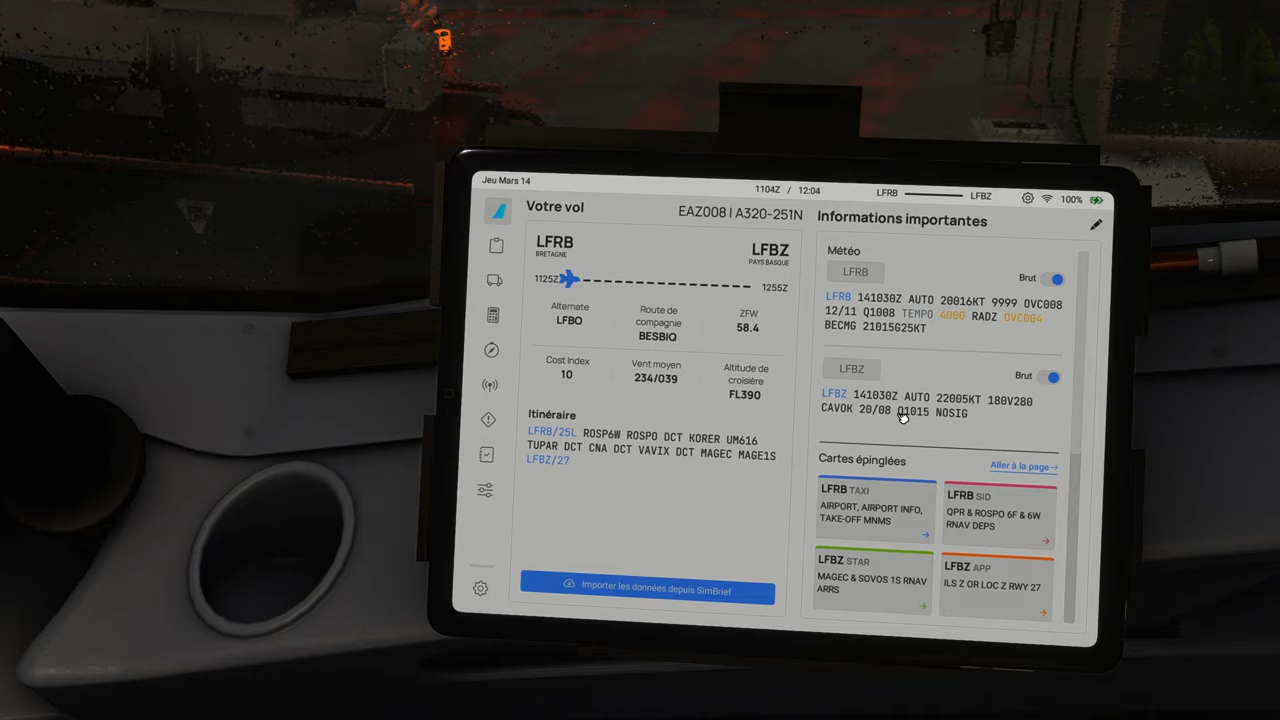 Jeu Mars 14
1104Z / 12:04
LFRB
LFBZ
100%
Votre vol
EAZ008 | A320-251N
LFRB
BRETAGNE
LFBZ
PAYS BASQUE
1125Z
1255Z
Alternate
LFBO
Route de
compagnie
BESBIQ
ZFW
58.4
Cost Index
10
Vent moyen
234/039
Altitude de
croisière
FL390
Itinéraire
LFRB/25L ROSP6W ROSPO DCT KORER UM616
TUPAR DCT CNA DCT VAVIX DCT MAGEC MAGE1S
LFBZ/27
Importer les données depuis SimBrief
Informations importantes
Météo
LFRB
Brut
LFRB 141030Z AUTO 20016KT 9999 OVC008
12/11 Q1008 TEMPO 4000 RADZ OVC004
BECMG 21015G25KT
LFBZ
Brut
LFBZ 141030Z AUTO 22005KT 180V280
CAVOK 20/08 Q1015 NOSIG
Cartes épinglées
Aller à la page→
LFRB TAXI
AIRPORT, AIRPORT INFO,
TAKE-OFF MNMS
LFRB SID
QPR & ROSPO 6F & 6W
RNAV DEPS
LFBZ STAR
MAGEC & SOVOS 1S RNAV
ARRS
LFBZ APP
ILS Z OR LOC Z RWY 27